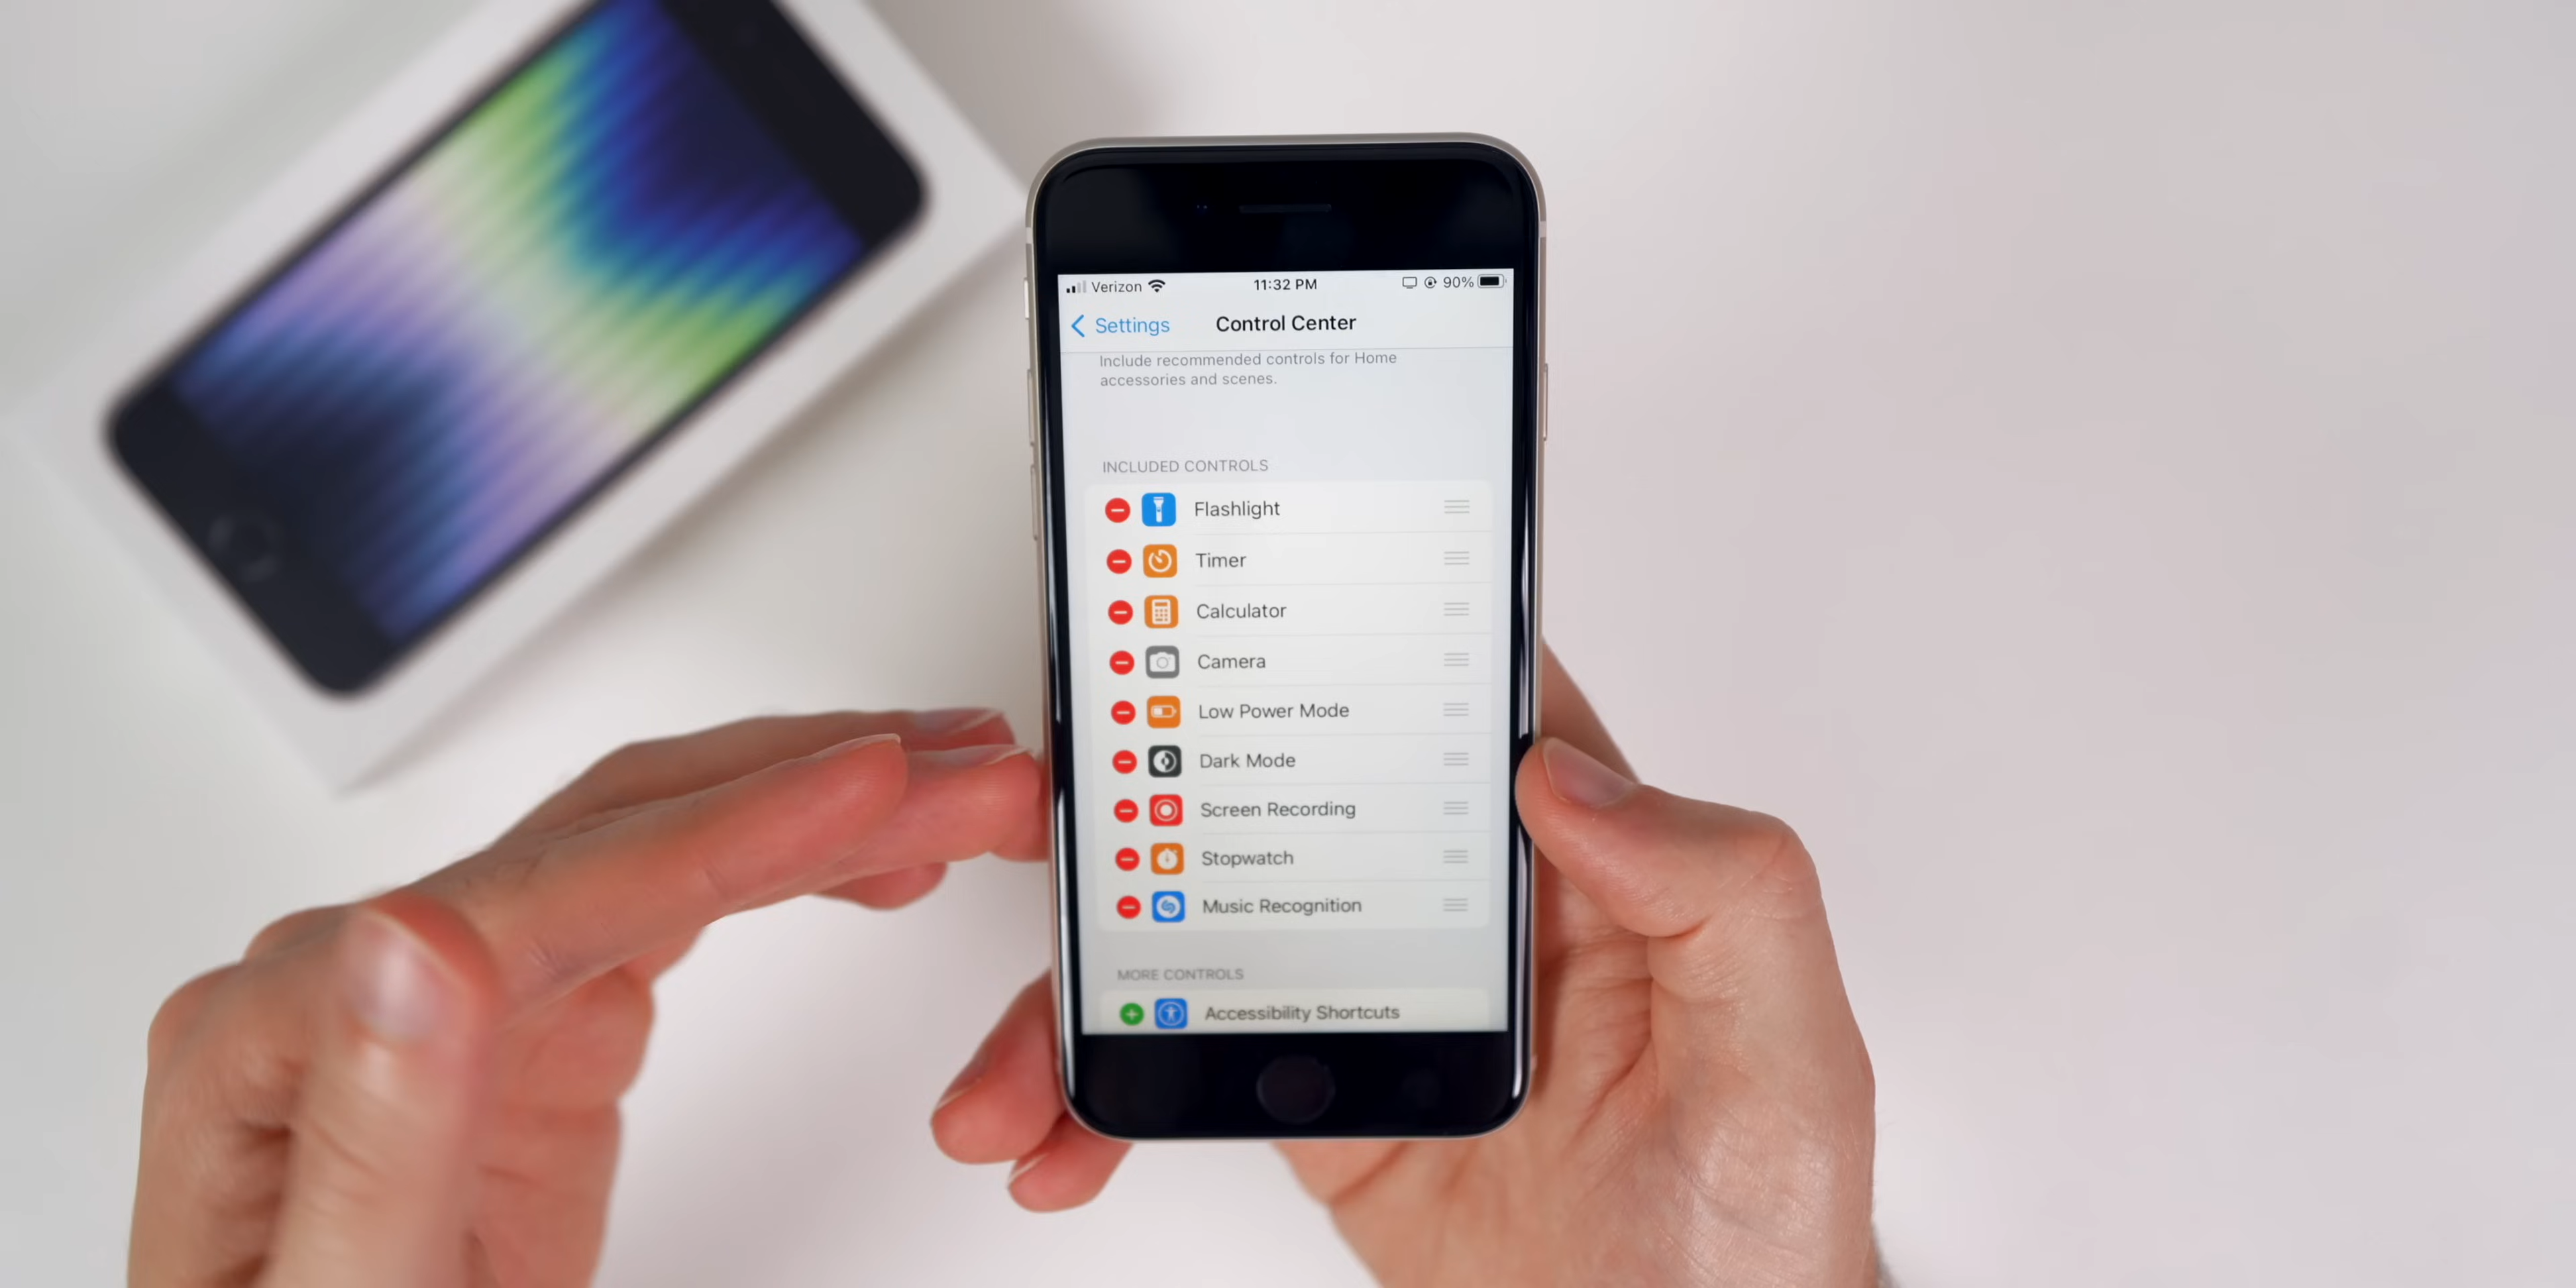 Verizon 11:32 PM 90%
Settings Control Center
Include recommended controls for Home
accessories and scenes.
INCLUDED CONTROLS
Flashlight
Timer
Calculator
Camera
Low Power Mode
Dark Mode
Screen Recording
Stopwatch
Music Recognition
MORE CONTROLS
Accessibility Shortcuts